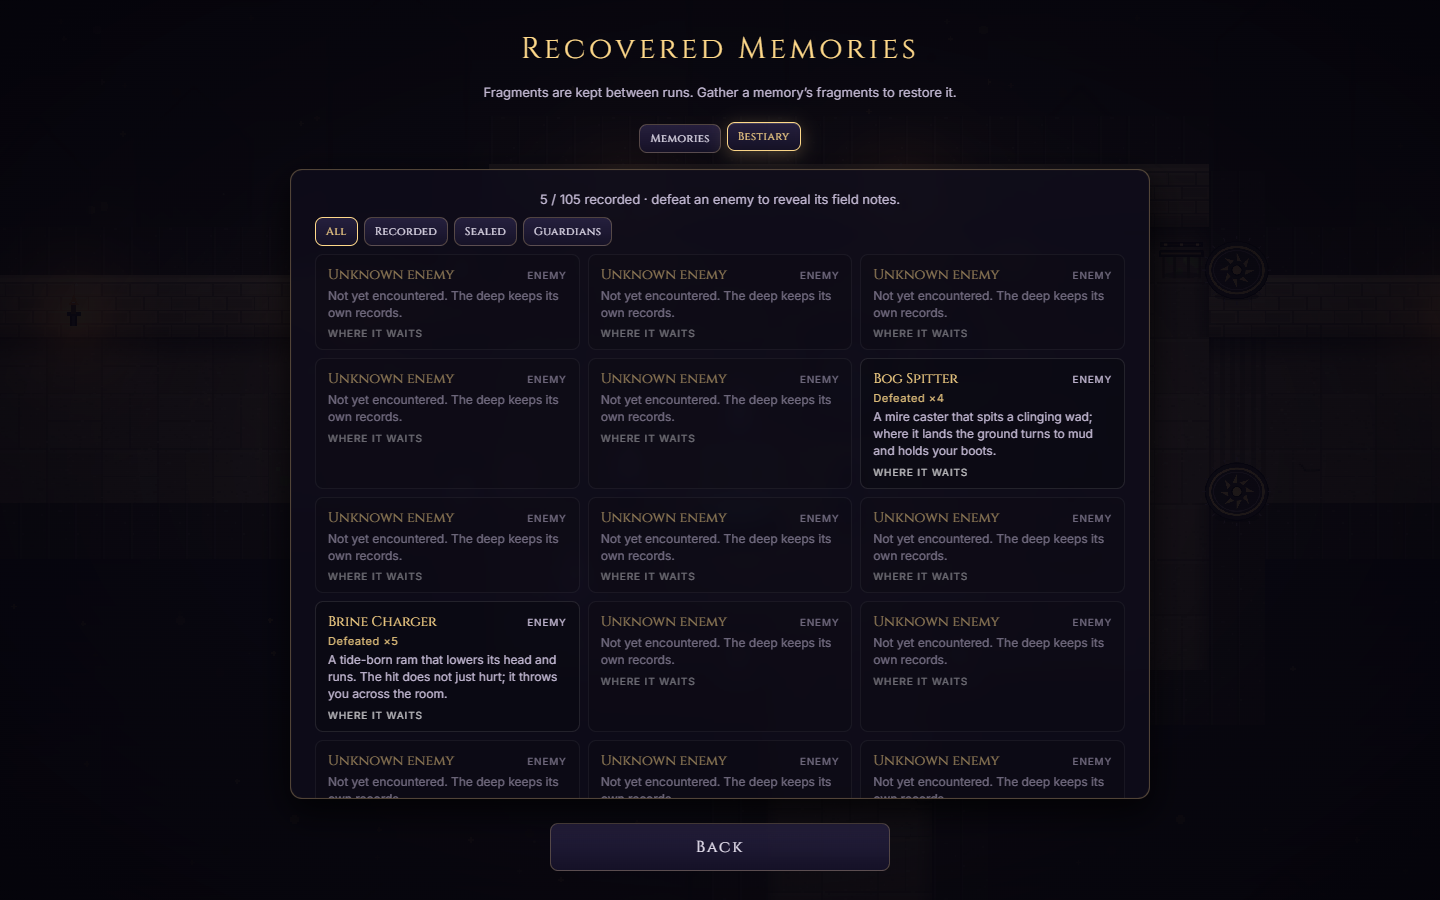 Recovered Memories
Fragments are kept between runs. Gather a memory’s fragments to restore it.
Memories
Bestiary
5 / 105 recorded · defeat an enemy to reveal its field notes.
All
Recorded
Sealed
Guardians
Unknown enemy
ENEMY
Not yet encountered. The deep keeps its
own records.
WHERE IT WAITS
Unknown enemy
ENEMY
Not yet encountered. The deep keeps its
own records.
WHERE IT WAITS
Unknown enemy
ENEMY
Not yet encountered. The deep keeps its
own records.
WHERE IT WAITS
Unknown enemy
ENEMY
Not yet encountered. The deep keeps its
own records.
WHERE IT WAITS
Unknown enemy
ENEMY
Not yet encountered. The deep keeps its
own records.
WHERE IT WAITS
Bog Spitter
ENEMY
Defeated ×4
A mire caster that spits a clinging wad;
where it lands the ground turns to mud
and holds your boots.
WHERE IT WAITS
Unknown enemy
ENEMY
Not yet encountered. The deep keeps its
own records.
WHERE IT WAITS
Unknown enemy
ENEMY
Not yet encountered. The deep keeps its
own records.
WHERE IT WAITS
Unknown enemy
ENEMY
Not yet encountered. The deep keeps its
own records.
WHERE IT WAITS
Brine Charger
ENEMY
Defeated ×5
A tide-born ram that lowers its head and
runs. The hit does not just hurt; it throws
you across the room.
WHERE IT WAITS
Unknown enemy
ENEMY
Not yet encountered. The deep keeps its
own records.
WHERE IT WAITS
Unknown enemy
ENEMY
Not yet encountered. The deep keeps its
own records.
WHERE IT WAITS
Unknown enemy
ENEMY
Not yet encountered. The deep keeps its
own records.
Unknown enemy
ENEMY
Not yet encountered. The deep keeps its
own records.
Unknown enemy
ENEMY
Not yet encountered. The deep keeps its
own records.
Back